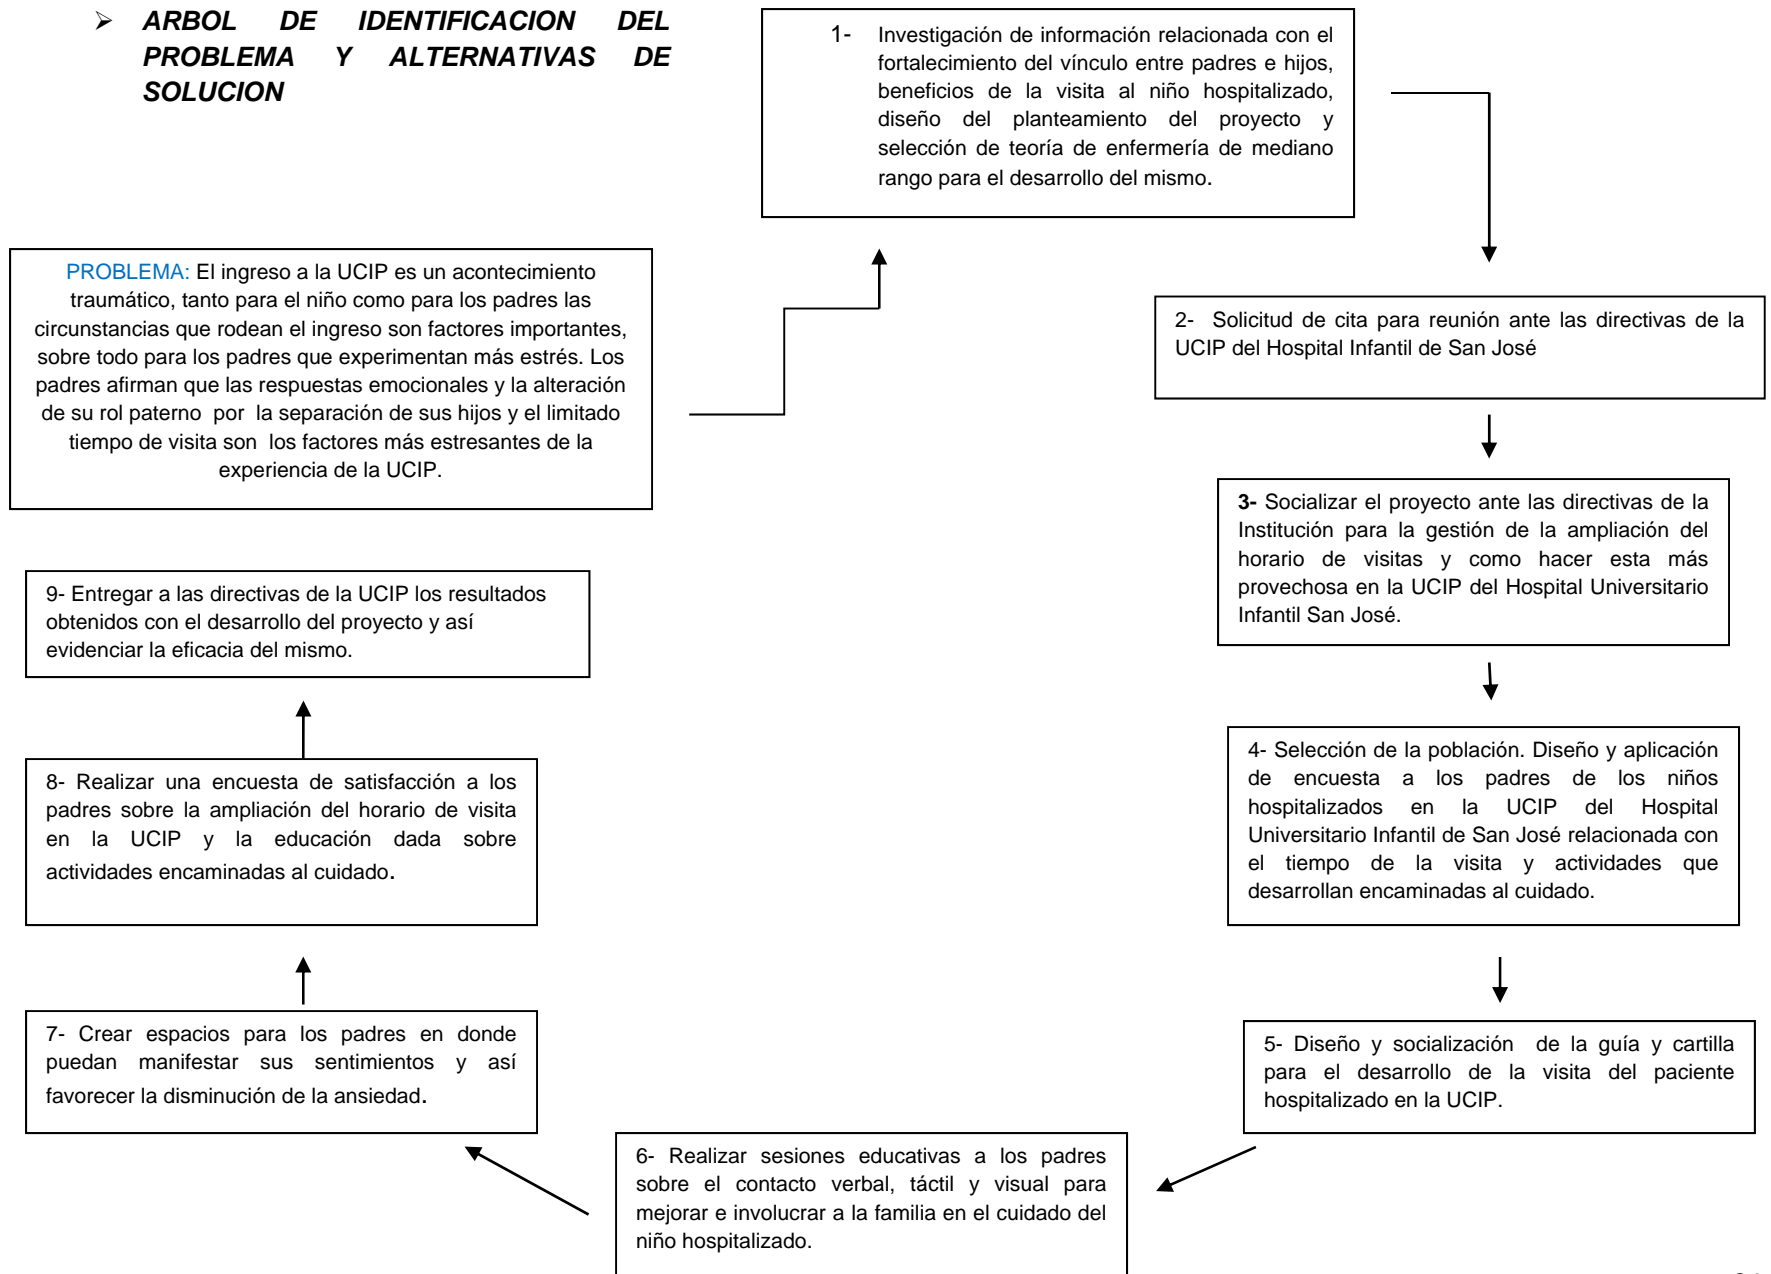 ➢ ARBOL DE IDENTIFICACION DEL
PROBLEMA Y ALTERNATIVAS DE
SOLUCION
1- Investigación de información relacionada con el
fortalecimiento del vínculo entre padres e hijos,
beneficios de la visita al niño hospitalizado,
diseño del planteamiento del proyecto y
selección de teoría de enfermería de mediano
rango para el desarrollo del mismo.
PROBLEMA: El ingreso a la UCIP es un acontecimiento
traumático, tanto para el niño como para los padres las
circunstancias que rodean el ingreso son factores importantes,
sobre todo para los padres que experimentan más estrés. Los
padres afirman que las respuestas emocionales y la alteración
de su rol paterno por la separación de sus hijos y el limitado
tiempo de visita son los factores más estresantes de la
experiencia de la UCIP.
2- Solicitud de cita para reunión ante las directivas de la
UCIP del Hospital Infantil de San José
3- Socializar el proyecto ante las directivas de la
Institución para la gestión de la ampliación del
horario de visitas y como hacer esta más
provechosa en la UCIP del Hospital Universitario
Infantil San José.
4- Selección de la población. Diseño y aplicación
de encuesta a los padres de los niños
hospitalizados en la UCIP del Hospital
Universitario Infantil de San José relacionada con
el tiempo de la visita y actividades que
desarrollan encaminadas al cuidado.
5- Diseño y socialización de la guía y cartilla
para el desarrollo de la visita del paciente
hospitalizado en la UCIP.
6- Realizar sesiones educativas a los padres
sobre el contacto verbal, táctil y visual para
mejorar e involucrar a la familia en el cuidado del
niño hospitalizado.
7- Crear espacios para los padres en donde
puedan manifestar sus sentimientos y así
favorecer la disminución de la ansiedad.
8- Realizar una encuesta de satisfacción a los
padres sobre la ampliación del horario de visita
en la UCIP y la educación dada sobre
actividades encaminadas al cuidado.
9- Entregar a las directivas de la UCIP los resultados
obtenidos con el desarrollo del proyecto y así
evidenciar la eficacia del mismo.